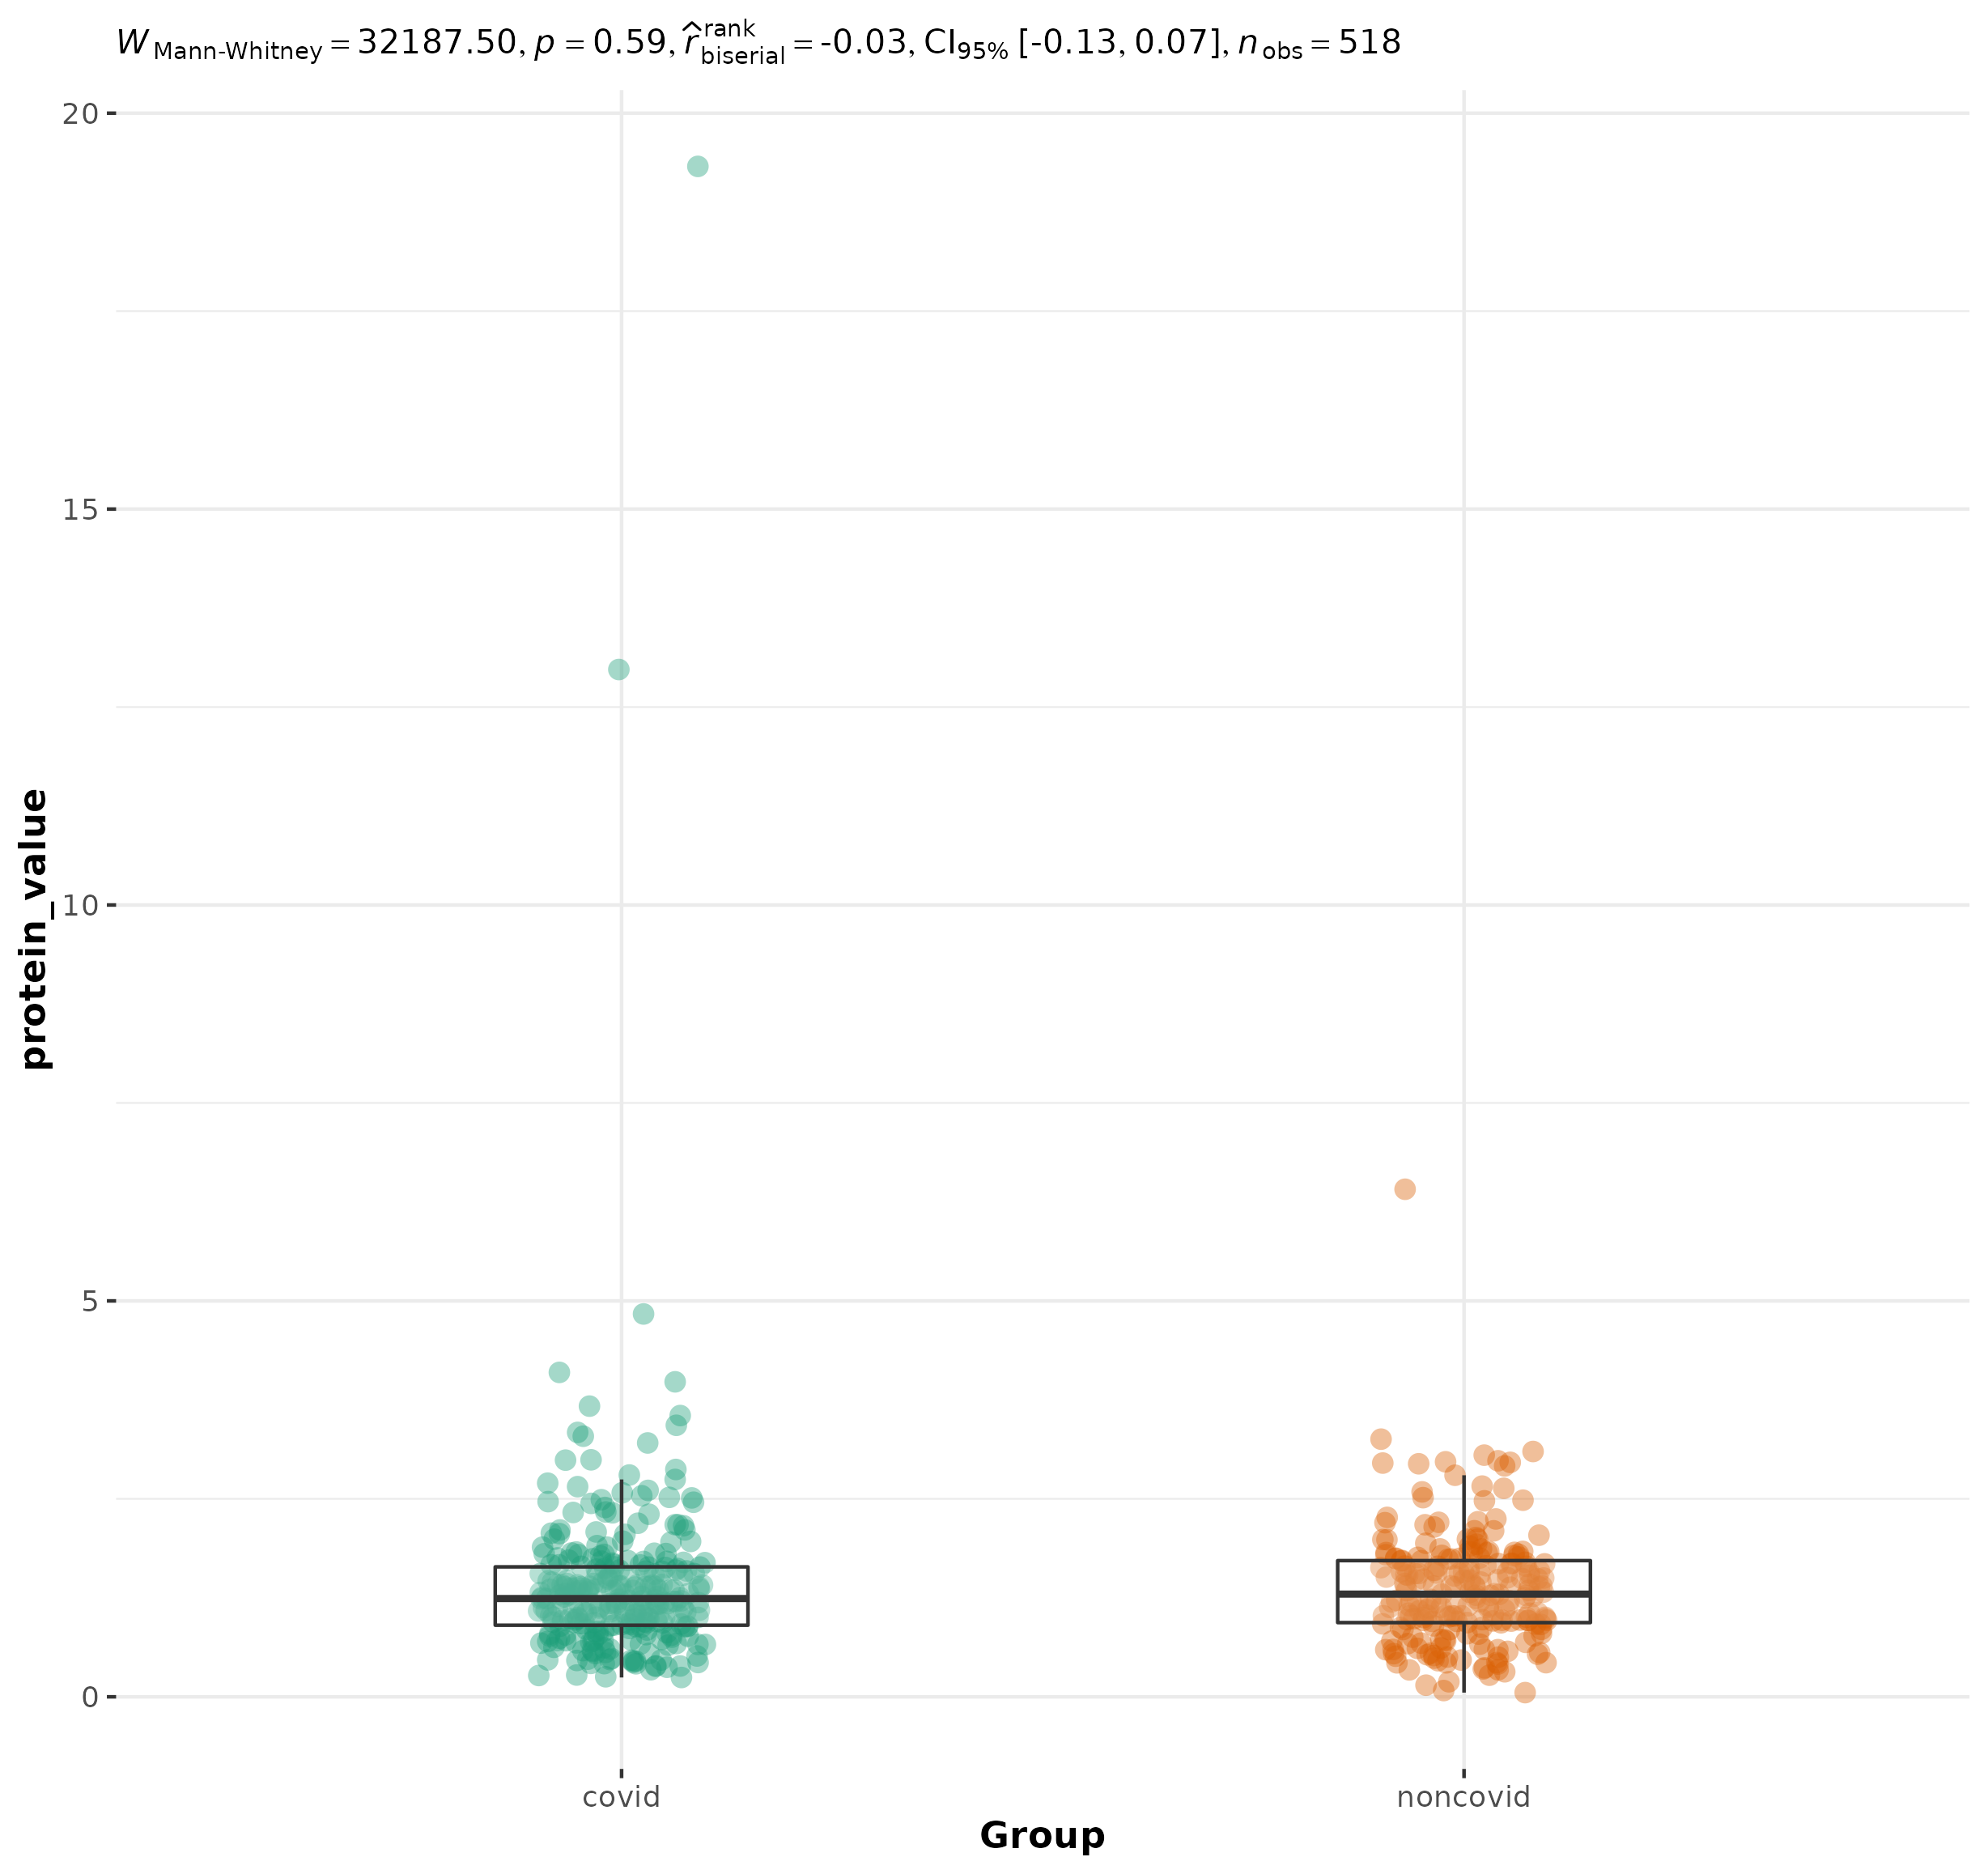 W Mann-Whitney = 32187.50, p = 0.59, r̂ rank biserial = -0.03, CI95% [-0.13, 0.07], n obs = 518
20
15
10
5
0
protein_value
covid noncovid
Group